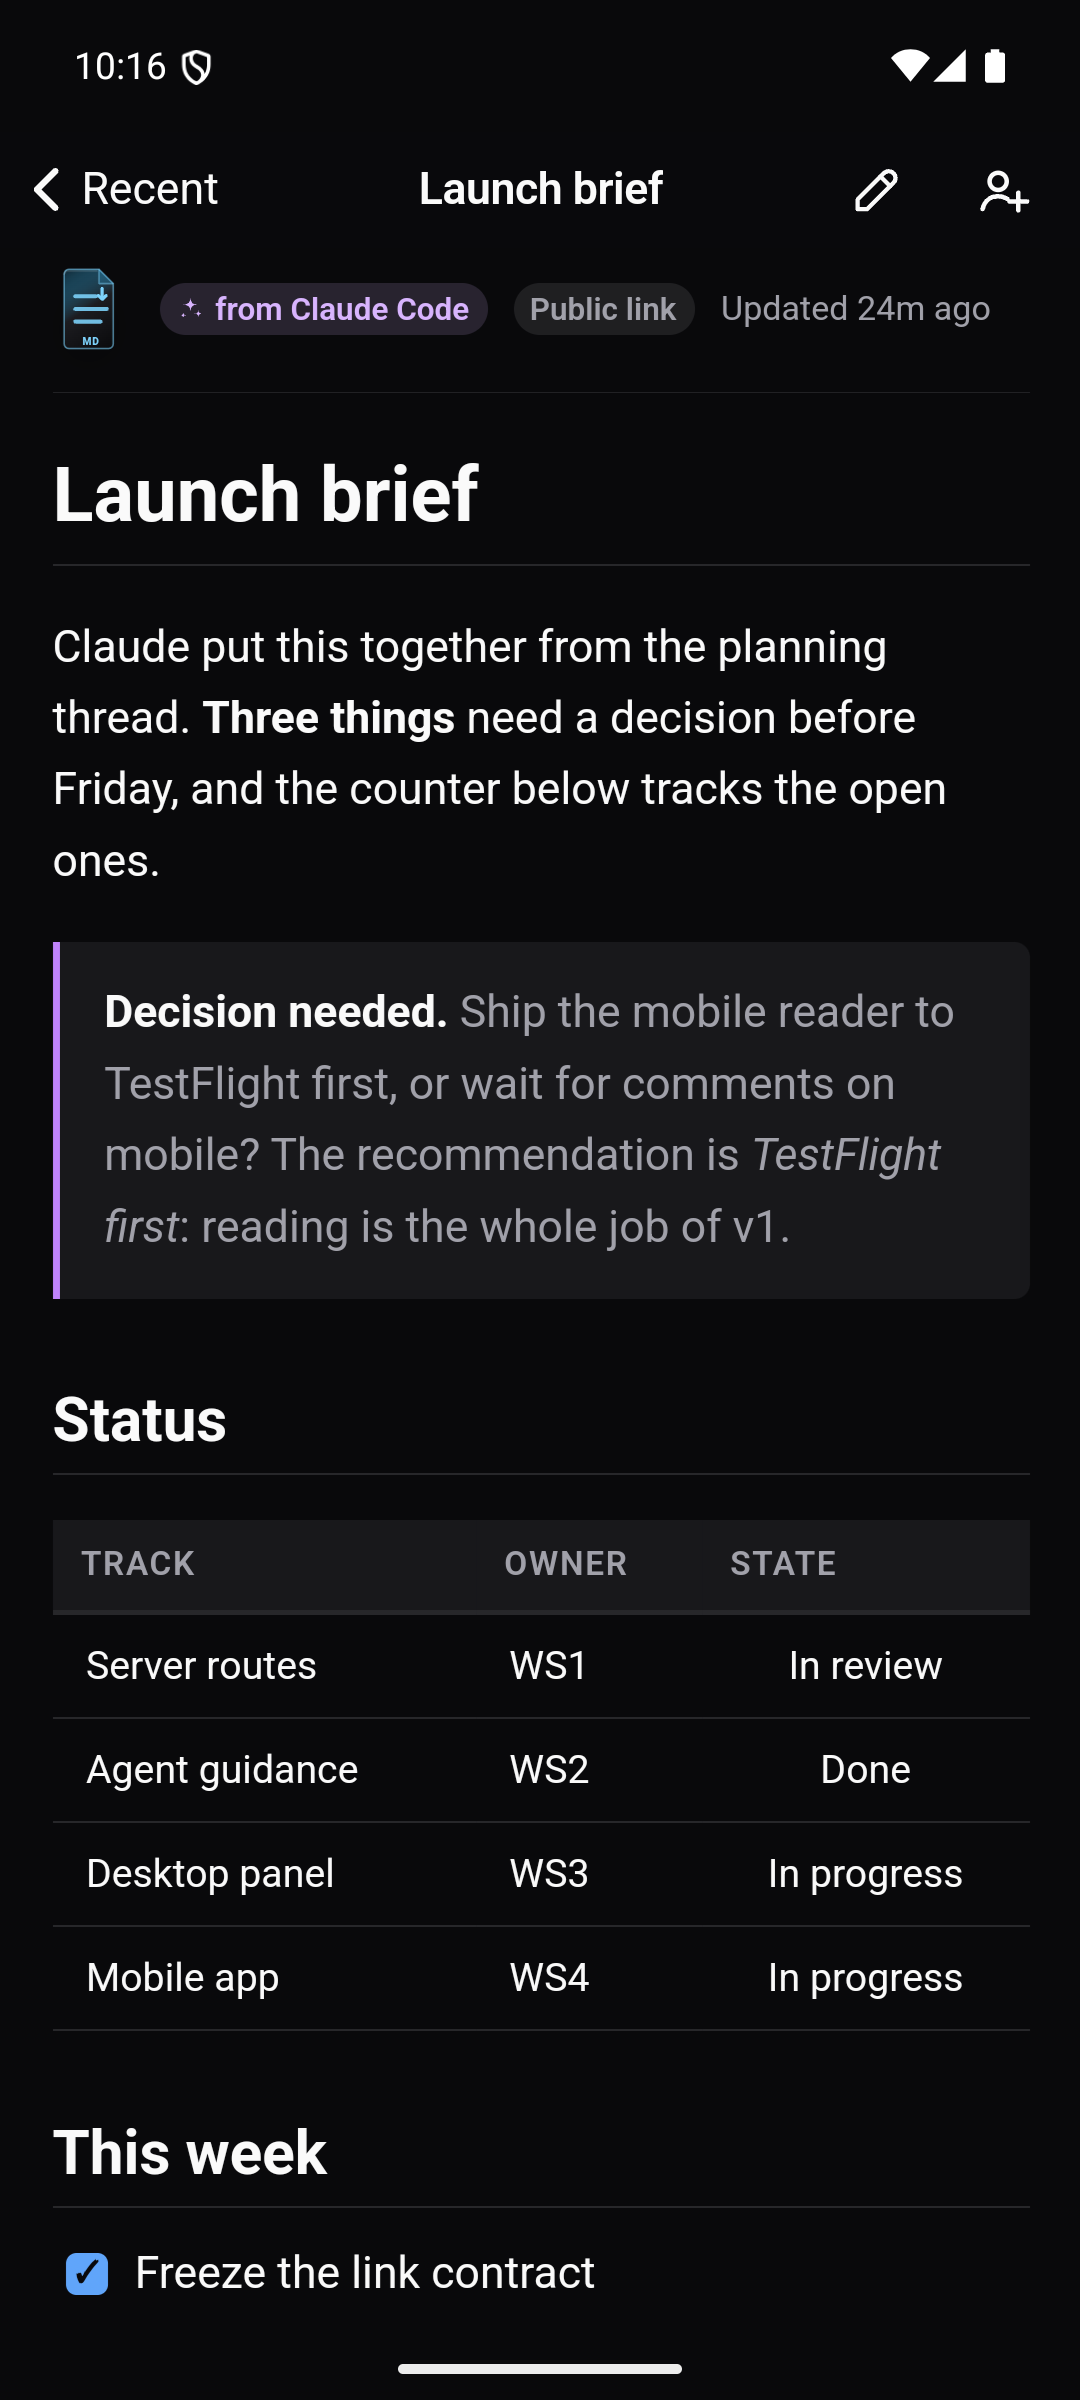 10:16
Recent
Launch brief
MD
from Claude Code
Public link
Updated 24m ago
Launch brief
Claude put this together from the planning
thread. Three things need a decision before
Friday, and the counter below tracks the open
ones.
Decision needed. Ship the mobile reader to
TestFlight first, or wait for comments on
mobile? The recommendation is TestFlight
first: reading is the whole job of v1.
Status
TRACK OWNER STATE
Server routes WS1 In review
Agent guidance WS2 Done
Desktop panel WS3 In progress
Mobile app WS4 In progress
This week
Freeze the link contract